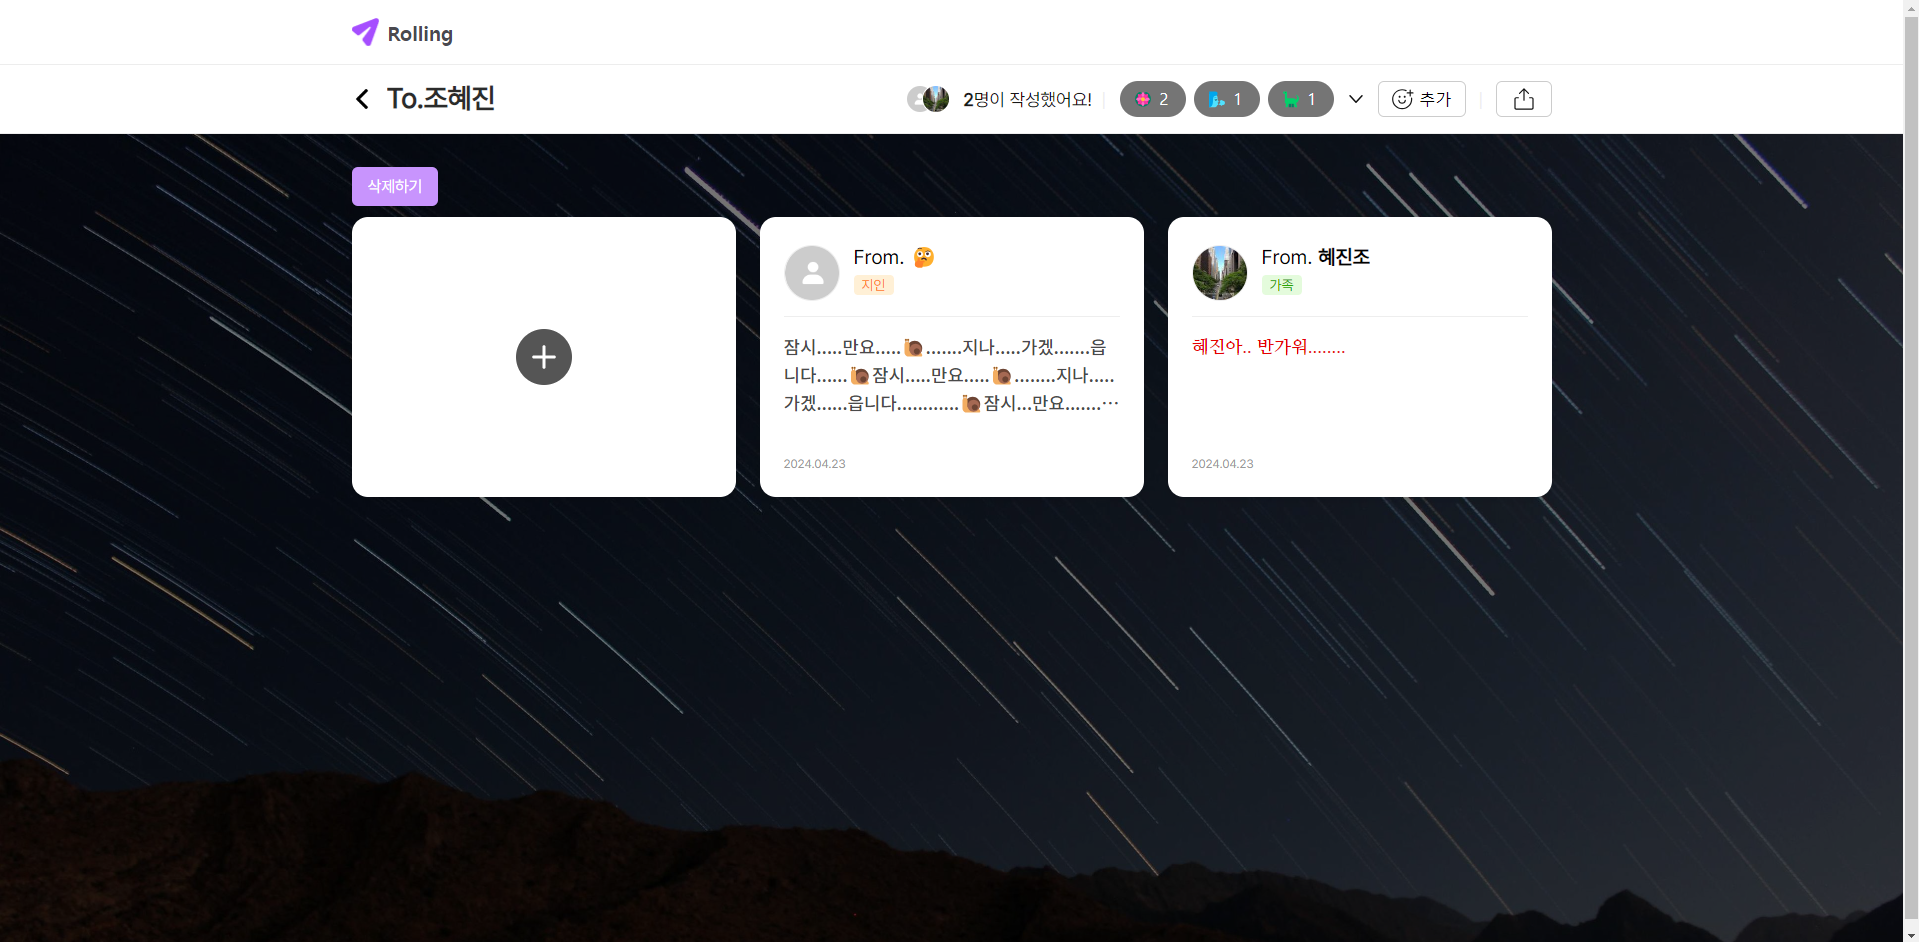 Rolling
To.조혜진
2명이 작성했어요!
2
1
1
추가
삭제하기
From. 🫣
지인
잠시.....만요.....🐌.......지나.....가겠.......읍
니다......🐌잠시.....만요.....🐌........지나.....
가겠......읍니다............🐌잠시...만요.......…
2024.04.23
From. 혜진조
가족
혜진아.. 반가워........
2024.04.23